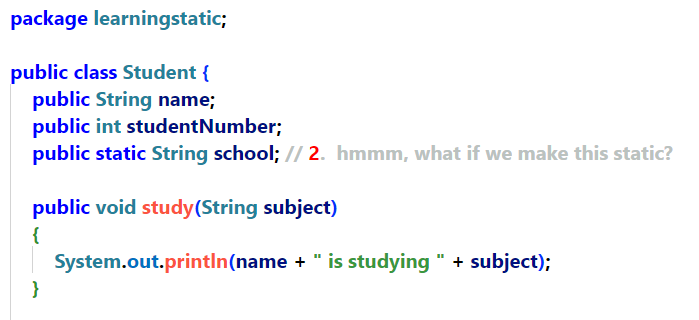 package learningstatic;
public class Student {
public String name;
public int studentNumber;
public static String school; // 2.  hmmm, what if we make this static?
public void study(String subject)
{
System.out.println(name + " is studying " + subject);
}